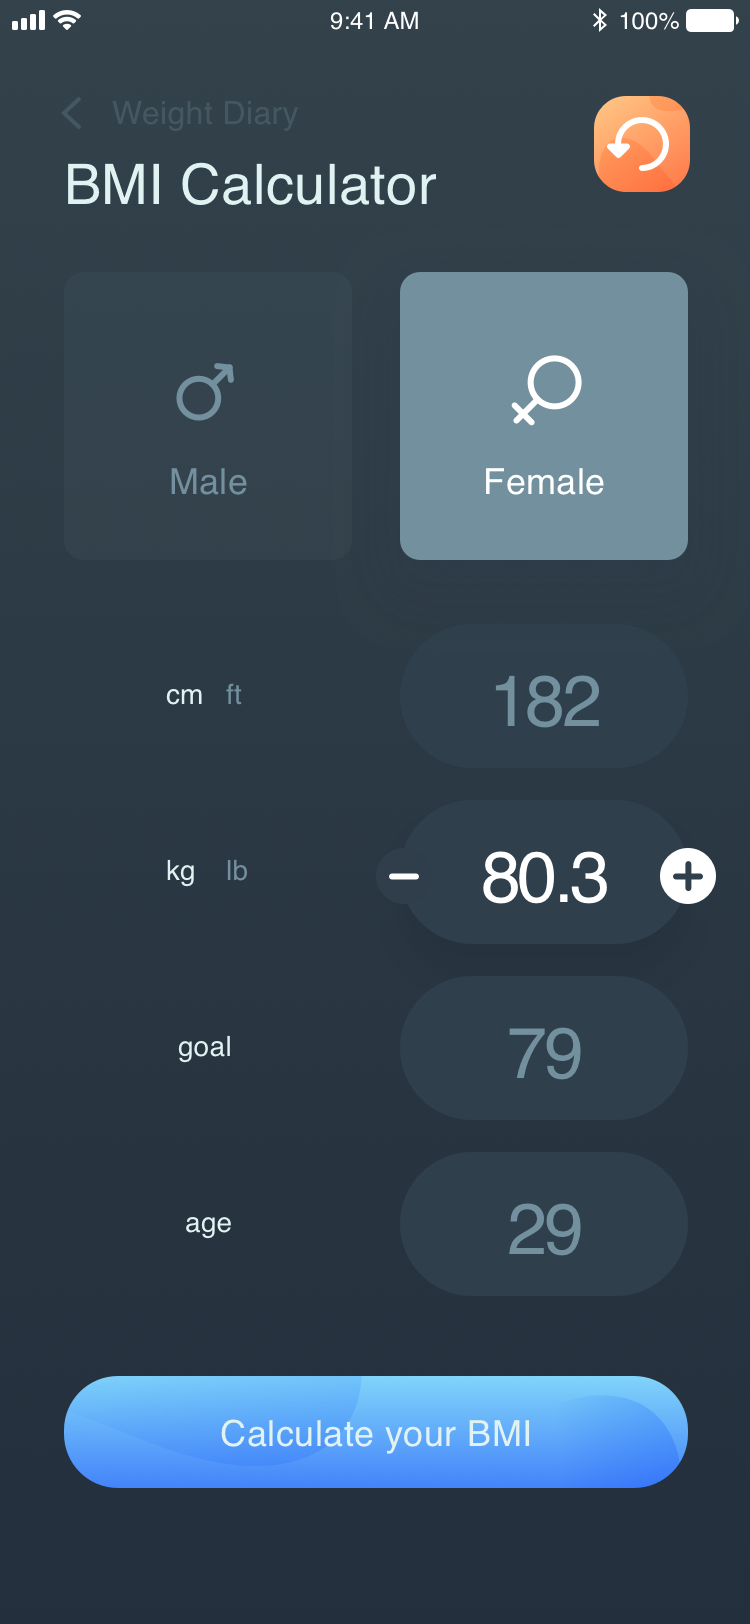 9:41 AM 100%
Weight Diary
BMI Calculator
Male Female
cm ft 182
kg lb 80.3
goal 79
age 29
Calculate your BMI